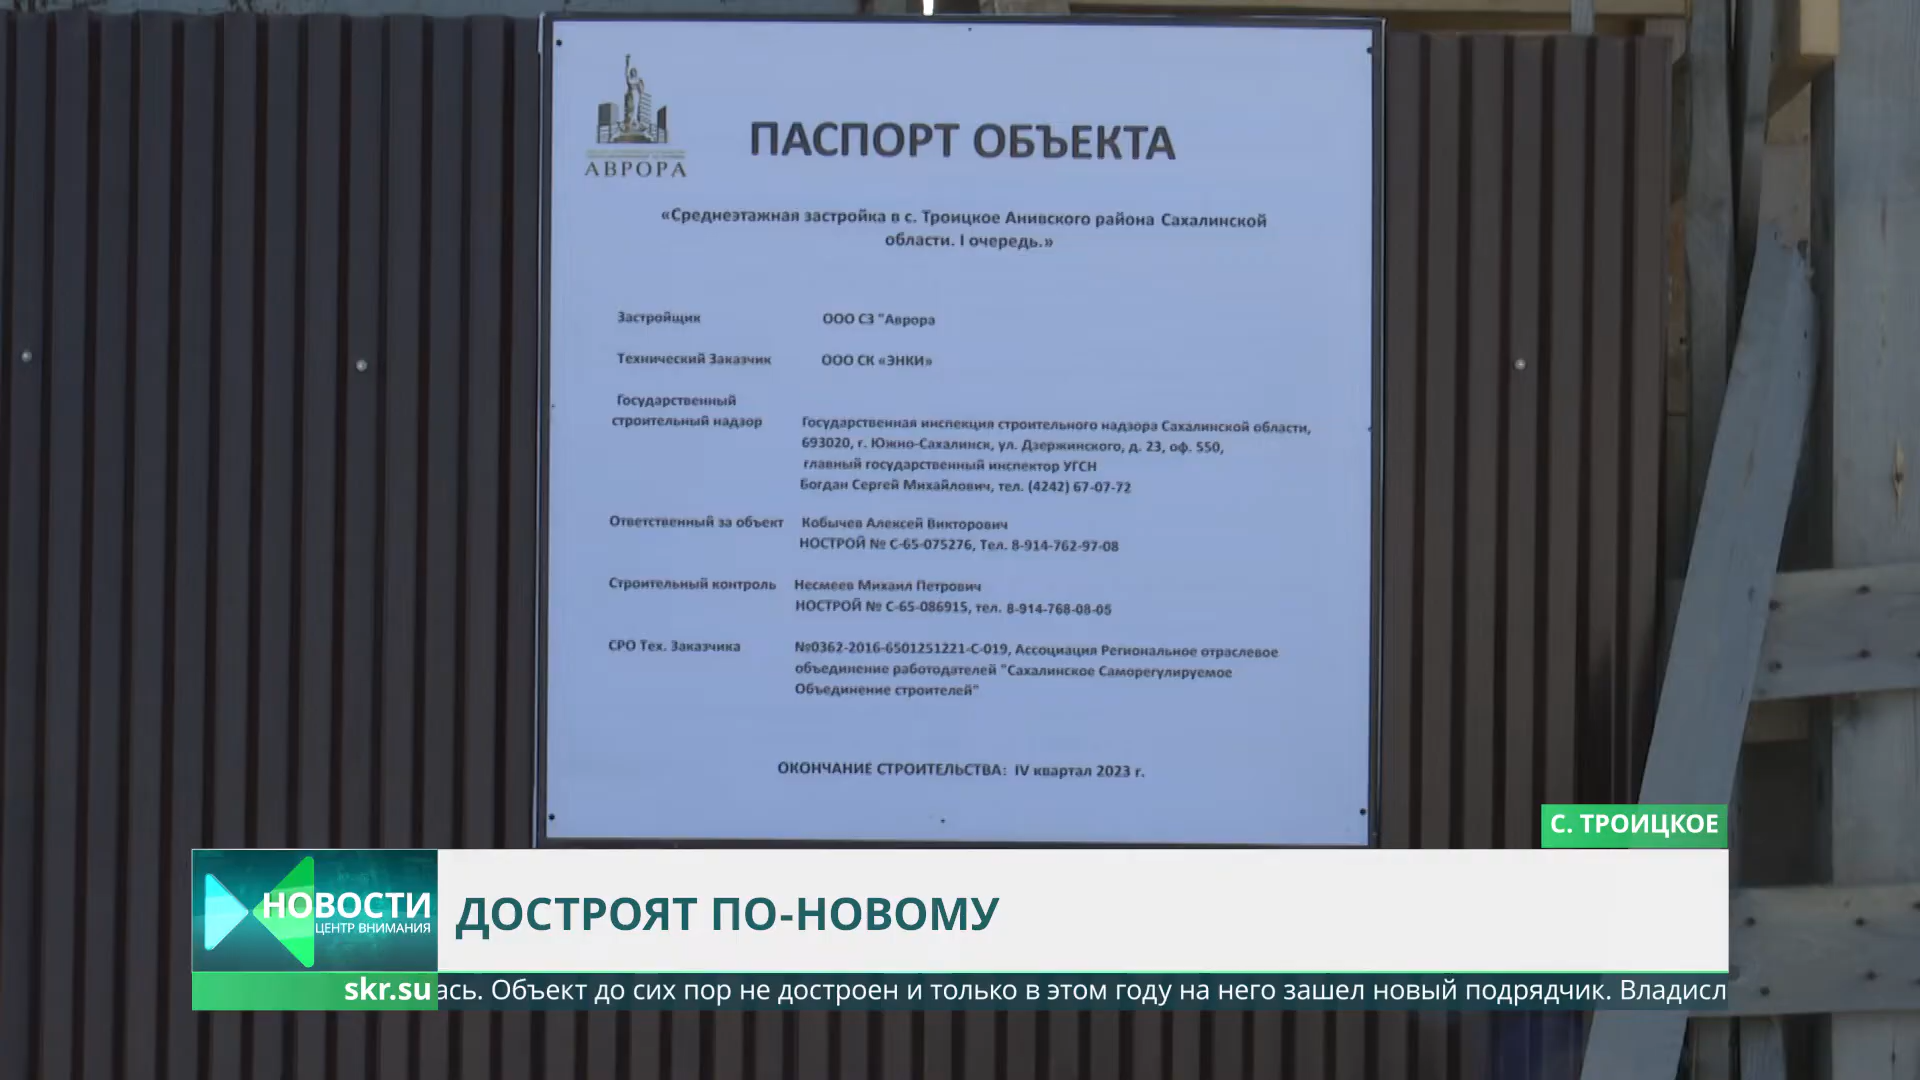 АВРОРА
ПАСПОРТ ОБЪЕКТА
«Среднеэтажная застройка в с. Троицкое Анивского района Сахалинской
области. I очередь.»
Застройщик ООО СЗ "Аврора
Технический Заказчик ООО СК «ЭНКИ»
Государственный
строительный надзор Государственная инспекция строительного надзора Сахалинской области,
693020, г. Южно-Сахалинск, ул. Дзержинского, д. 23, оф. 550,
главный государственный инспектор УГСН
Богдан Сергей Михайлович, тел. (4242) 67-07-72
Ответственный за объект Кобычев Алексей Викторович
НОСТРОЙ № С-65-075276, Тел. 8-914-762-97-08
Строительный контроль Несмеев Михаил Петрович
НОСТРОЙ № С-65-086915, тел. 8-914-768-08-05
СРО Тех. Заказчика №0362-2016-6501251221-С-019, Ассоциация Региональное отраслевое
объединение работодателей "Сахалинское Саморегулируемое
Объединение строителей"
ОКОНЧАНИЕ СТРОИТЕЛЬСТВА: IV квартал 2023 г.
С. ТРОИЦКОЕ
НОВОСТИ
ЦЕНТР ВНИМАНИЯ
ДОСТРОЯТ ПО-НОВОМУ
skr.su
ась. Объект до сих пор не достроен и только в этом году на него зашел новый подрядчик. Владисл